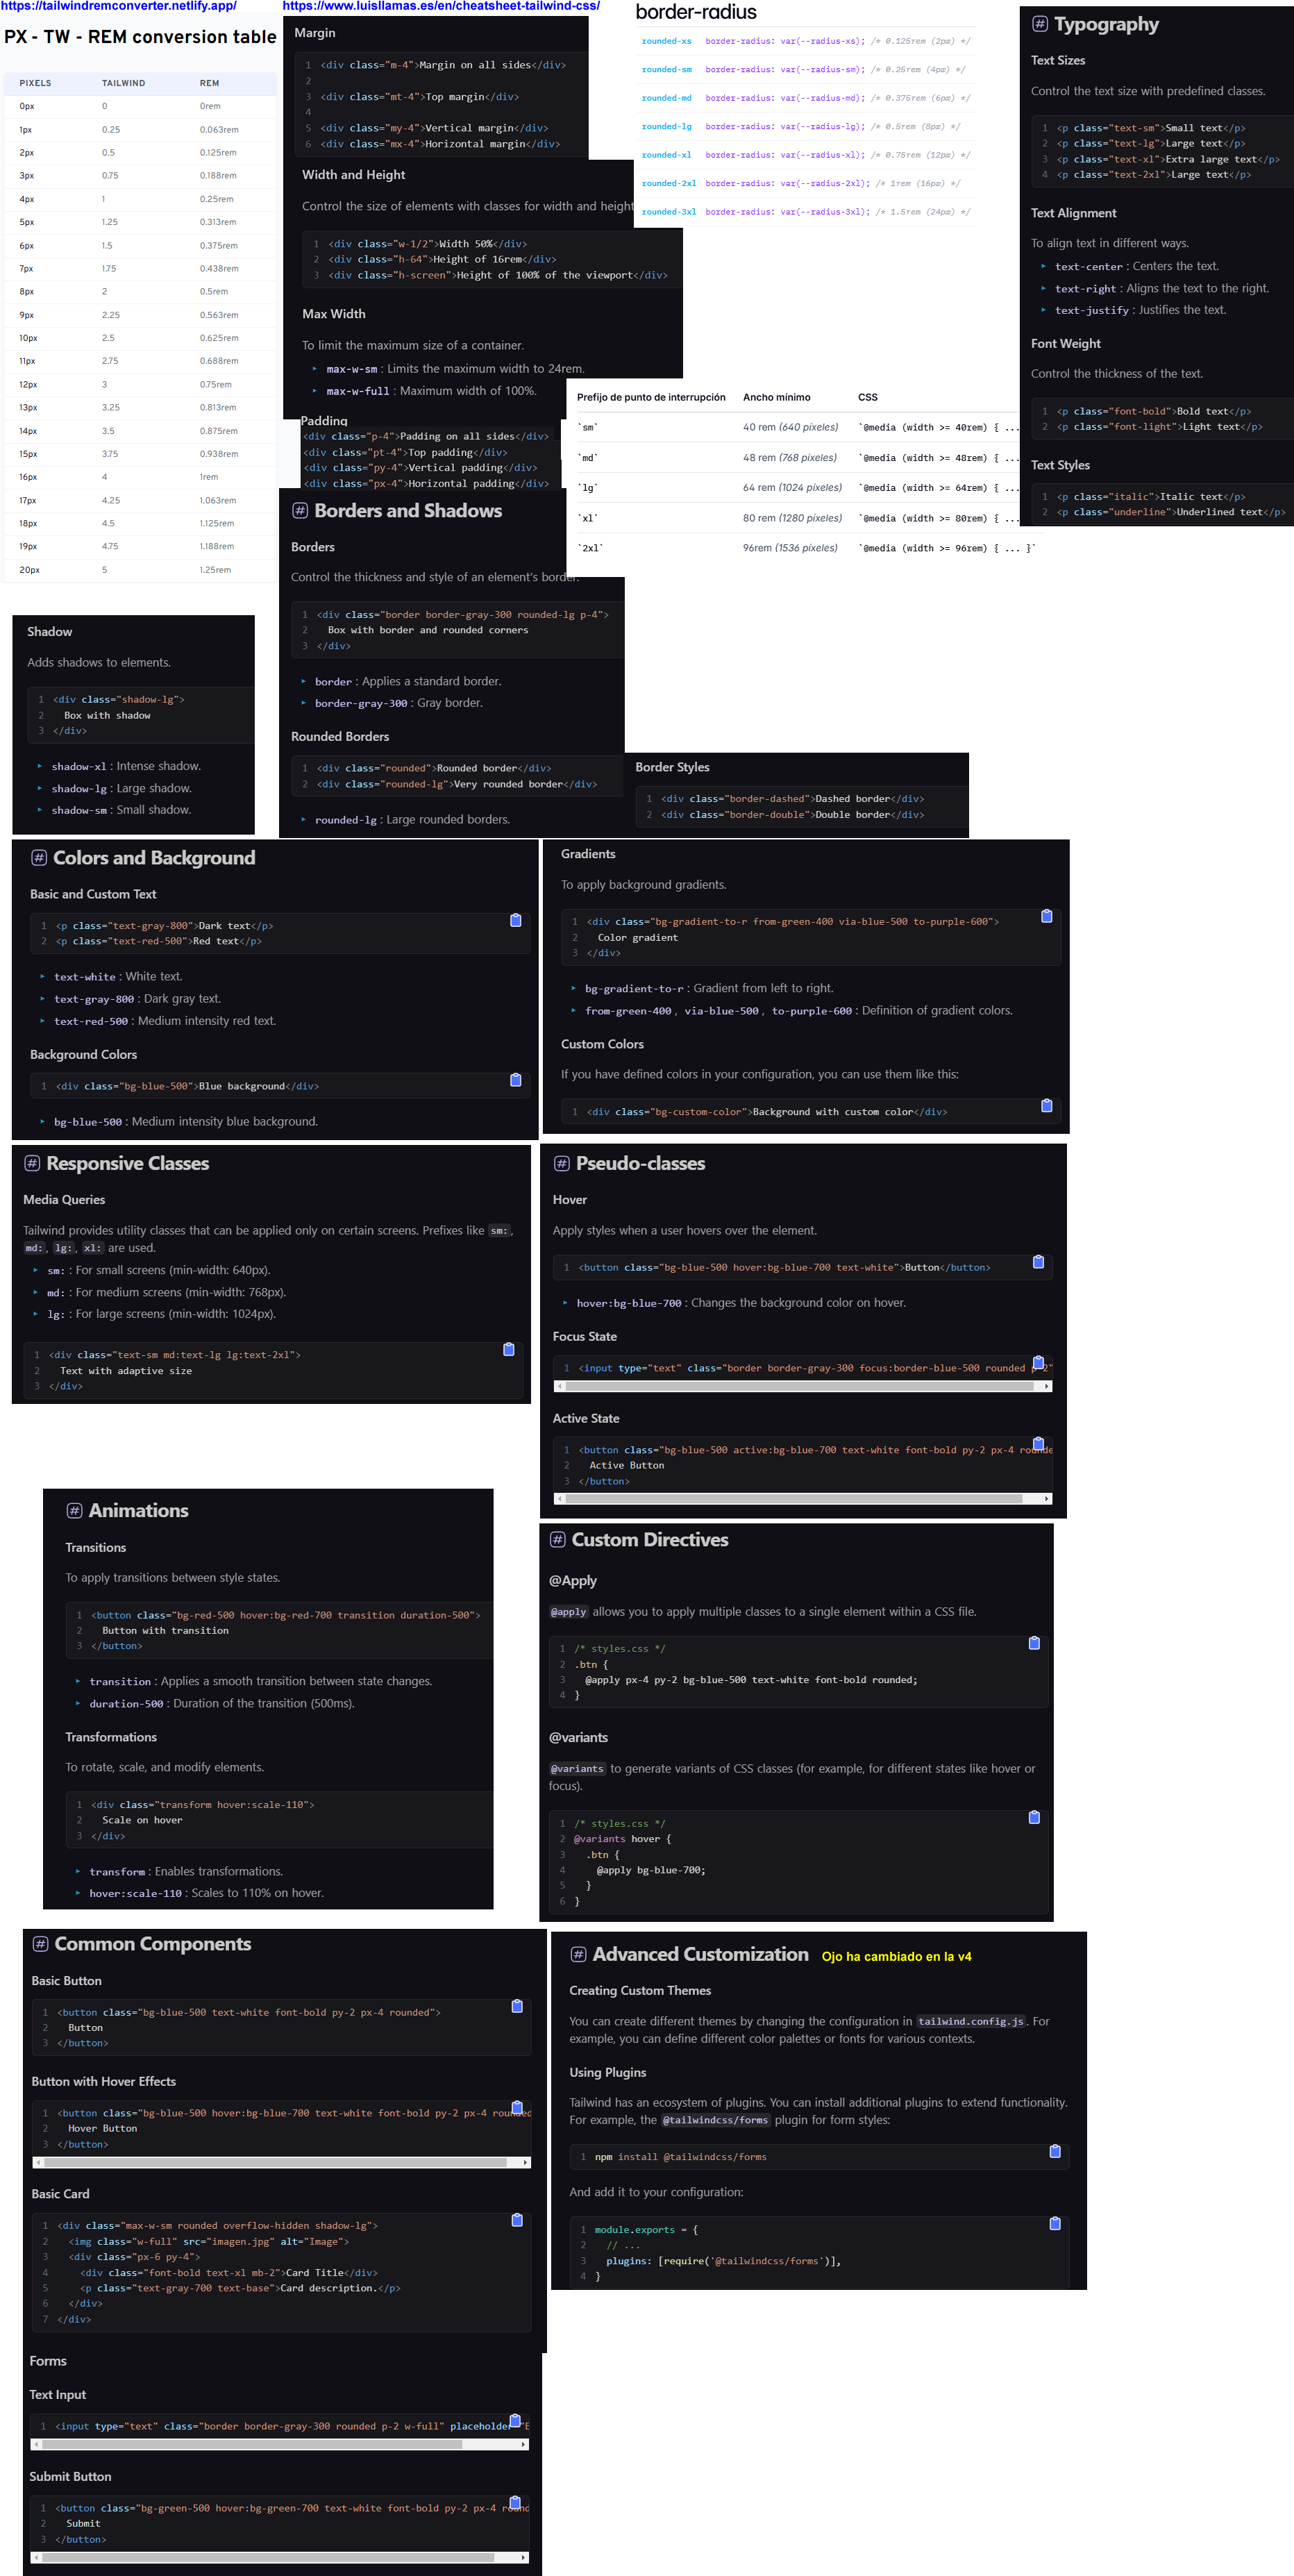 https://tailwindremconverter.netlify.app/
PX - TW - REM conversion table
PIXELS TAILWIND REM
0px 0 0rem
1px 0.25 0.063rem
2px 0.5 0.125rem
3px 0.75 0.188rem
4px 1 0.25rem
5px 1.25 0.313rem
6px 1.5 0.375rem
7px 1.75 0.438rem
8px 2 0.5rem
9px 2.25 0.563rem
10px 2.5 0.625rem
11px 2.75 0.688rem
12px 3 0.75rem
13px 3.25 0.813rem
14px 3.5 0.875rem
15px 3.75 0.938rem
16px 4 1rem
17px 4.25 1.063rem
18px 4.5 1.125rem
19px 4.75 1.188rem
20px 5 1.25rem
https://www.luisllamas.es/en/cheatsheet-tailwind-css/
Margin
1 <div class="m-4">Margin on all sides</div>
2
3 <div class="mt-4">Top margin</div>
4
5 <div class="my-4">Vertical margin</div>
6 <div class="mx-4">Horizontal margin</div>
Width and Height
Control the size of elements with classes for width and height
1 <div class="w-1/2">Width 50%</div>
2 <div class="h-64">Height of 16rem</div>
3 <div class="h-screen">Height of 100% of the viewport</div>
Max Width
To limit the maximum size of a container.
▸ max-w-sm : Limits the maximum width to 24rem.
▸ max-w-full : Maximum width of 100%.
Padding
<div class="p-4">Padding on all sides</div>
<div class="pt-4">Top padding</div>
<div class="py-4">Vertical padding</div>
<div class="px-4">Horizontal padding</div>
border-radius
rounded-xs border-radius: var(--radius-xs); /* 0.125rem (2px) */
rounded-sm border-radius: var(--radius-sm); /* 0.25rem (4px) */
rounded-md border-radius: var(--radius-md); /* 0.375rem (6px) */
rounded-lg border-radius: var(--radius-lg); /* 0.5rem (8px) */
rounded-xl border-radius: var(--radius-xl); /* 0.75rem (12px) */
rounded-2xl border-radius: var(--radius-2xl); /* 1rem (16px) */
rounded-3xl border-radius: var(--radius-3xl); /* 1.5rem (24px) */
Prefijo de punto de interrupción Ancho mínimo CSS
`sm` 40 rem (640 píxeles) `@media (width >= 40rem) { ...
`md` 48 rem (768 píxeles) `@media (width >= 48rem) { ...
`lg` 64 rem (1024 píxeles) `@media (width >= 64rem) { ...
`xl` 80 rem (1280 píxeles) `@media (width >= 80rem) { ...
`2xl` 96rem (1536 píxeles) `@media (width >= 96rem) { ... }`
# Typography
Text Sizes
Control the text size with predefined classes.
1 <p class="text-sm">Small text</p>
2 <p class="text-lg">Large text</p>
3 <p class="text-xl">Extra large text</p>
4 <p class="text-2xl">Large text</p>
Text Alignment
To align text in different ways.
▸ text-center : Centers the text.
▸ text-right : Aligns the text to the right.
▸ text-justify : Justifies the text.
Font Weight
Control the thickness of the text.
1 <p class="font-bold">Bold text</p>
2 <p class="font-light">Light text</p>
Text Styles
1 <p class="italic">Italic text</p>
2 <p class="underline">Underlined text</p>
# Borders and Shadows
Borders
Control the thickness and style of an element's border.
1 <div class="border border-gray-300 rounded-lg p-4">
2 Box with border and rounded corners
3 </div>
▸ border : Applies a standard border.
▸ border-gray-300 : Gray border.
Rounded Borders
1 <div class="rounded">Rounded border</div>
2 <div class="rounded-lg">Very rounded border</div>
▸ rounded-lg : Large rounded borders.
Border Styles
1 <div class="border-dashed">Dashed border</div>
2 <div class="border-double">Double border</div>
Shadow
Adds shadows to elements.
1 <div class="shadow-lg">
2 Box with shadow
3 </div>
▸ shadow-xl : Intense shadow.
▸ shadow-lg : Large shadow.
▸ shadow-sm : Small shadow.
# Colors and Background
Basic and Custom Text
1 <p class="text-gray-800">Dark text</p>
2 <p class="text-red-500">Red text</p>
▸ text-white : White text.
▸ text-gray-800 : Dark gray text.
▸ text-red-500 : Medium intensity red text.
Background Colors
1 <div class="bg-blue-500">Blue background</div>
▸ bg-blue-500 : Medium intensity blue background.
Gradients
To apply background gradients.
1 <div class="bg-gradient-to-r from-green-400 via-blue-500 to-purple-600">
2 Color gradient
3 </div>
▸ bg-gradient-to-r : Gradient from left to right.
▸ from-green-400 , via-blue-500 , to-purple-600 : Definition of gradient colors.
Custom Colors
If you have defined colors in your configuration, you can use them like this:
1 <div class="bg-custom-color">Background with custom color</div>
# Responsive Classes
Media Queries
Tailwind provides utility classes that can be applied only on certain screens. Prefixes like sm:,
md:, lg:, xl: are used.
▸ sm: : For small screens (min-width: 640px).
▸ md: : For medium screens (min-width: 768px).
▸ lg: : For large screens (min-width: 1024px).
1 <div class="text-sm md:text-lg lg:text-2xl">
2 Text with adaptive size
3 </div>
# Pseudo-classes
Hover
Apply styles when a user hovers over the element.
1 <button class="bg-blue-500 hover:bg-blue-700 text-white">Button</button>
▸ hover:bg-blue-700 : Changes the background color on hover.
Focus State
1 <input type="text" class="border border-gray-300 focus:border-blue-500 rounded p-2"
Active State
1 <button class="bg-blue-500 active:bg-blue-700 text-white font-bold py-2 px-4 rounde
2 Active Button
3 </button>
# Animations
Transitions
To apply transitions between style states.
1 <button class="bg-red-500 hover:bg-red-700 transition duration-500">
2 Button with transition
3 </button>
▸ transition : Applies a smooth transition between state changes.
▸ duration-500 : Duration of the transition (500ms).
Transformations
To rotate, scale, and modify elements.
1 <div class="transform hover:scale-110">
2 Scale on hover
3 </div>
▸ transform : Enables transformations.
▸ hover:scale-110 : Scales to 110% on hover.
# Custom Directives
@Apply
@apply allows you to apply multiple classes to a single element within a CSS file.
1 /* styles.css */
2 .btn {
3 @apply px-4 py-2 bg-blue-500 text-white font-bold rounded;
4 }
@variants
@variants to generate variants of CSS classes (for example, for different states like hover or
focus).
1 /* styles.css */
2 @variants hover {
3 .btn {
4 @apply bg-blue-700;
5 }
6 }
# Common Components
Basic Button
1 <button class="bg-blue-500 text-white font-bold py-2 px-4 rounded">
2 Button
3 </button>
Button with Hover Effects
1 <button class="bg-blue-500 hover:bg-blue-700 text-white font-bold py-2 px-4 rounded
2 Hover Button
3 </button>
Basic Card
1 <div class="max-w-sm rounded overflow-hidden shadow-lg">
2 <img class="w-full" src="imagen.jpg" alt="Image">
3 <div class="px-6 py-4">
4 <div class="font-bold text-xl mb-2">Card Title</div>
5 <p class="text-gray-700 text-base">Card description.</p>
6 </div>
7 </div>
Forms
Text Input
1 <input type="text" class="border border-gray-300 rounded p-2 w-full" placeholder="E
Submit Button
1 <button class="bg-green-500 hover:bg-green-700 text-white font-bold py-2 px-4 round
2 Submit
3 </button>
# Advanced Customization Ojo ha cambiado en la v4
Creating Custom Themes
You can create different themes by changing the configuration in tailwind.config.js. For
example, you can define different color palettes or fonts for various contexts.
Using Plugins
Tailwind has an ecosystem of plugins. You can install additional plugins to extend functionality.
For example, the @tailwindcss/forms plugin for form styles:
1 npm install @tailwindcss/forms
And add it to your configuration:
1 module.exports = {
2 // ...
3 plugins: [require('@tailwindcss/forms')],
4 }